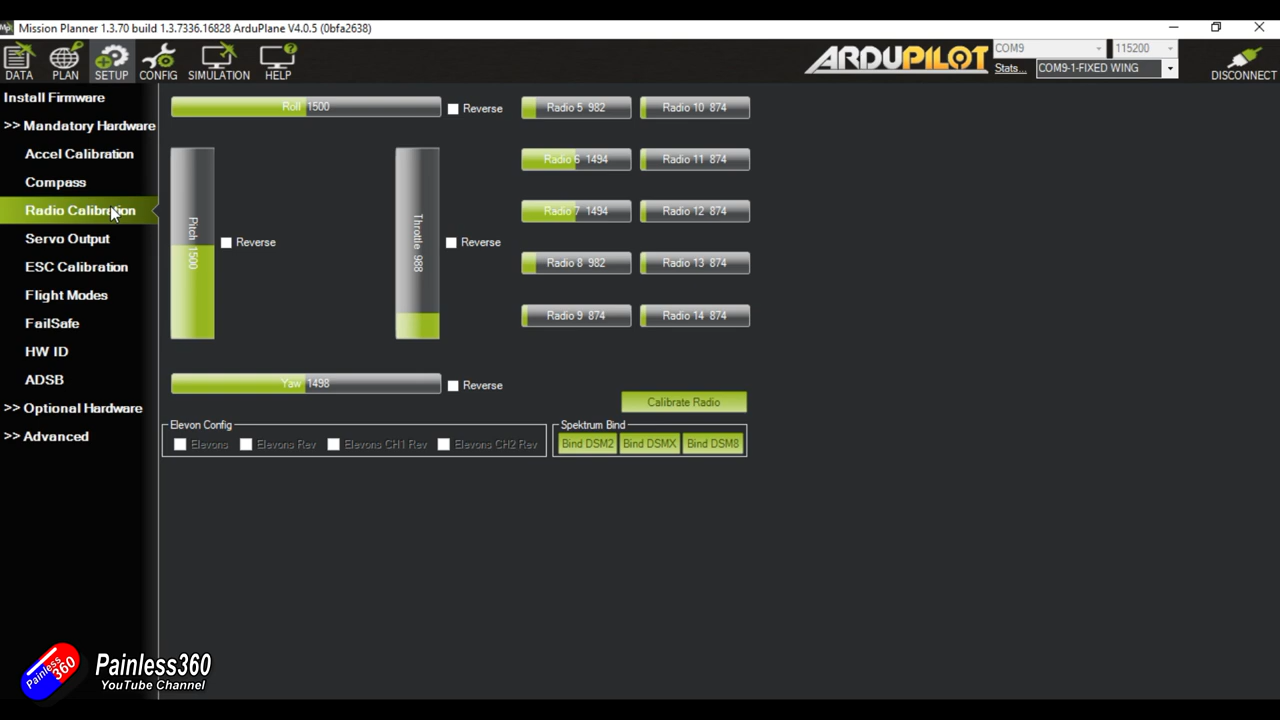 Mission Planner 1.3.70 build 1.3.7336.16828 ArduPlane V4.0.5 (0bfa2638)
DATA PLAN SETUP CONFIG SIMULATION HELP
ARDUPILOT
COM9 115200
Stats... COM9-1-FIXED WING
DISCONNECT
Install Firmware
>> Mandatory Hardware
Accel Calibration
Compass
Radio Calibration
Servo Output
ESC Calibration
Flight Modes
FailSafe
HW ID
ADSB
>> Optional Hardware
>> Advanced
Roll 1500 Reverse
Pitch 1500 Reverse
Throttle 988 Reverse
Yaw 1498 Reverse
Radio 5 982 Radio 10 874
Radio 6 1494 Radio 11 874
Radio 7 1494 Radio 12 874
Radio 8 982 Radio 13 874
Radio 9 874 Radio 14 874
Calibrate Radio
Elevon Config
Elevons Elevons Rev Elevons CH1 Rev Elevons CH2 Rev
Spektrum Bind
Bind DSM2 Bind DSMX Bind DSM8
Painless 360
Painless360
YouTube Channel